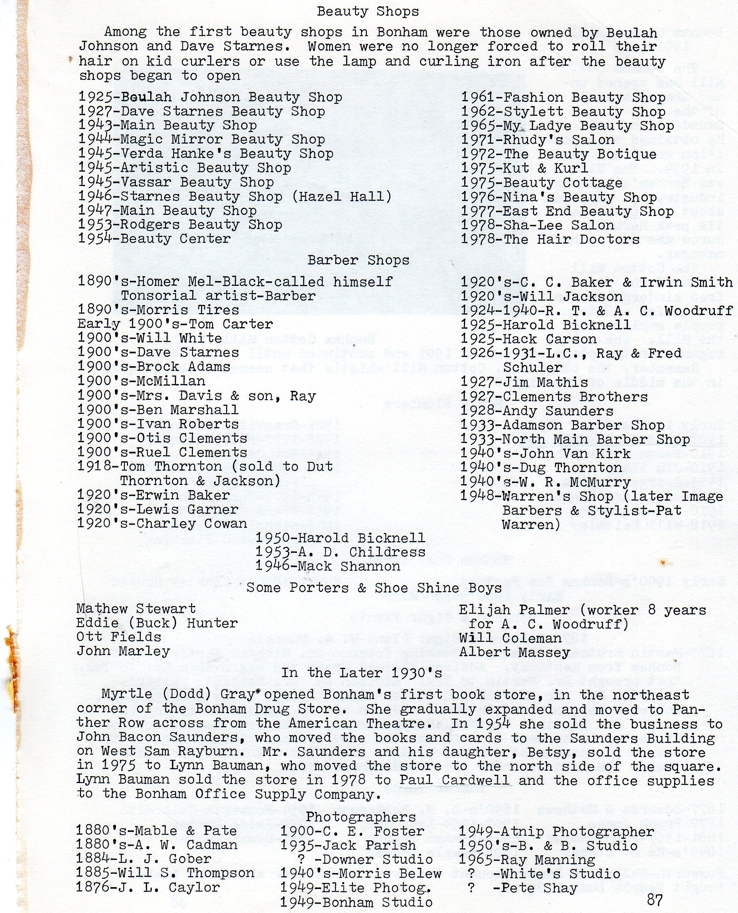 Beauty Shops
Among the first beauty shops in Bonham were those owned by Beulah
Johnson and Dave Starnes. Women were no longer forced to roll their
hair on kid curlers or use the lamp and curling iron after the beauty
shops began to open
1925-Beulah Johnson Beauty Shop
1927-Dave Starnes Beauty Shop
1943-Main Beauty Shop
1944-Magic Mirror Beauty Shop
1945-Verda Hanke's Beauty Shop
1945-Artistic Beauty Shop
1945-Vassar Beauty Shop
1946-Starnes Beauty Shop (Hazel Hall)
1947-Main Beauty Shop
1953-Rodgers Beauty Shop
1954-Beauty Center
1961-Fashion Beauty Shop
1962-Stylett Beauty Shop
1965-My Ladye Beauty Shop
1971-Rhudy's Salon
1972-The Beauty Botique
1975-Kut & Kurl
1975-Beauty Cottage
1976-Nina's Beauty Shop
1977-East End Beauty Shop
1978-Sha-Lee Salon
1978-The Hair Doctors
Barber Shops
1890's-Homer Mel-Black-called himself
Tonsorial artist-Barber
1890's-Morris Tires
Early 1900's-Tom Carter
1900's-Will White
1900's-Dave Starnes
1900's-Brock Adams
1900's-McMillan
1900's-Mrs. Davis & son, Ray
1900's-Ben Marshall
1900's-Ivan Roberts
1900's-Otis Clements
1900's-Ruel Clements
1918-Tom Thornton (sold to Dut
Thornton & Jackson)
1920's-Erwin Baker
1920's-Lewis Garner
1920's-Charley Cowan
1920's-C. C. Baker & Irwin Smith
1920's-Will Jackson
1924-1940-R. T. & A. C. Woodruff
1925-Harold Bicknell
1925-Hack Carson
1926-1931-L.C., Ray & Fred
Schuler
1927-Jim Mathis
1927-Clements Brothers
1928-Andy Saunders
1933-Adamson Barber Shop
1933-North Main Barber Shop
1940's-John Van Kirk
1940's-Dug Thornton
1940's-W. R. McMurry
1948-Warren's Shop (later Image
Barbers & Stylist-Pat
Warren)
1950-Harold Bicknell
1953-A. D. Childress
1946-Mack Shannon
Some Porters & Shoe Shine Boys
Mathew Stewart
Eddie (Buck) Hunter
Ott Fields
John Marley
Elijah Palmer (worker 8 years
for A. C. Woodruff)
Will Coleman
Albert Massey
In the Later 1930's
Myrtle (Dodd) Gray opened Bonham's first book store, in the northeast
corner of the Bonham Drug Store. She gradually expanded and moved to Pan-
ther Row across from the American Theatre. In 1954 she sold the business to
John Bacon Saunders, who moved the books and cards to the Saunders Building
on West Sam Rayburn. Mr. Saunders and his daughter, Betsy, sold the store
in 1975 to Lynn Bauman, who moved the store to the north side of the square.
Lynn Bauman sold the store in 1978 to Paul Cardwell and the office supplies
to the Bonham Office Supply Company.
Photographers
1880's-Mable & Pate
1880's-A. W. Cadman
1884-L. J. Gober
1885-Will S. Thompson
1876-J. L. Caylor
1900-C. E. Foster
1935-Jack Parish
? -Downer Studio
1940's-Morris Belew
1949-Elite Photog.
1949-Bonham Studio
1949-Atnip Photographer
1950's-B. & B. Studio
1965-Ray Manning
? -White's Studio
? -Pete Shay
87